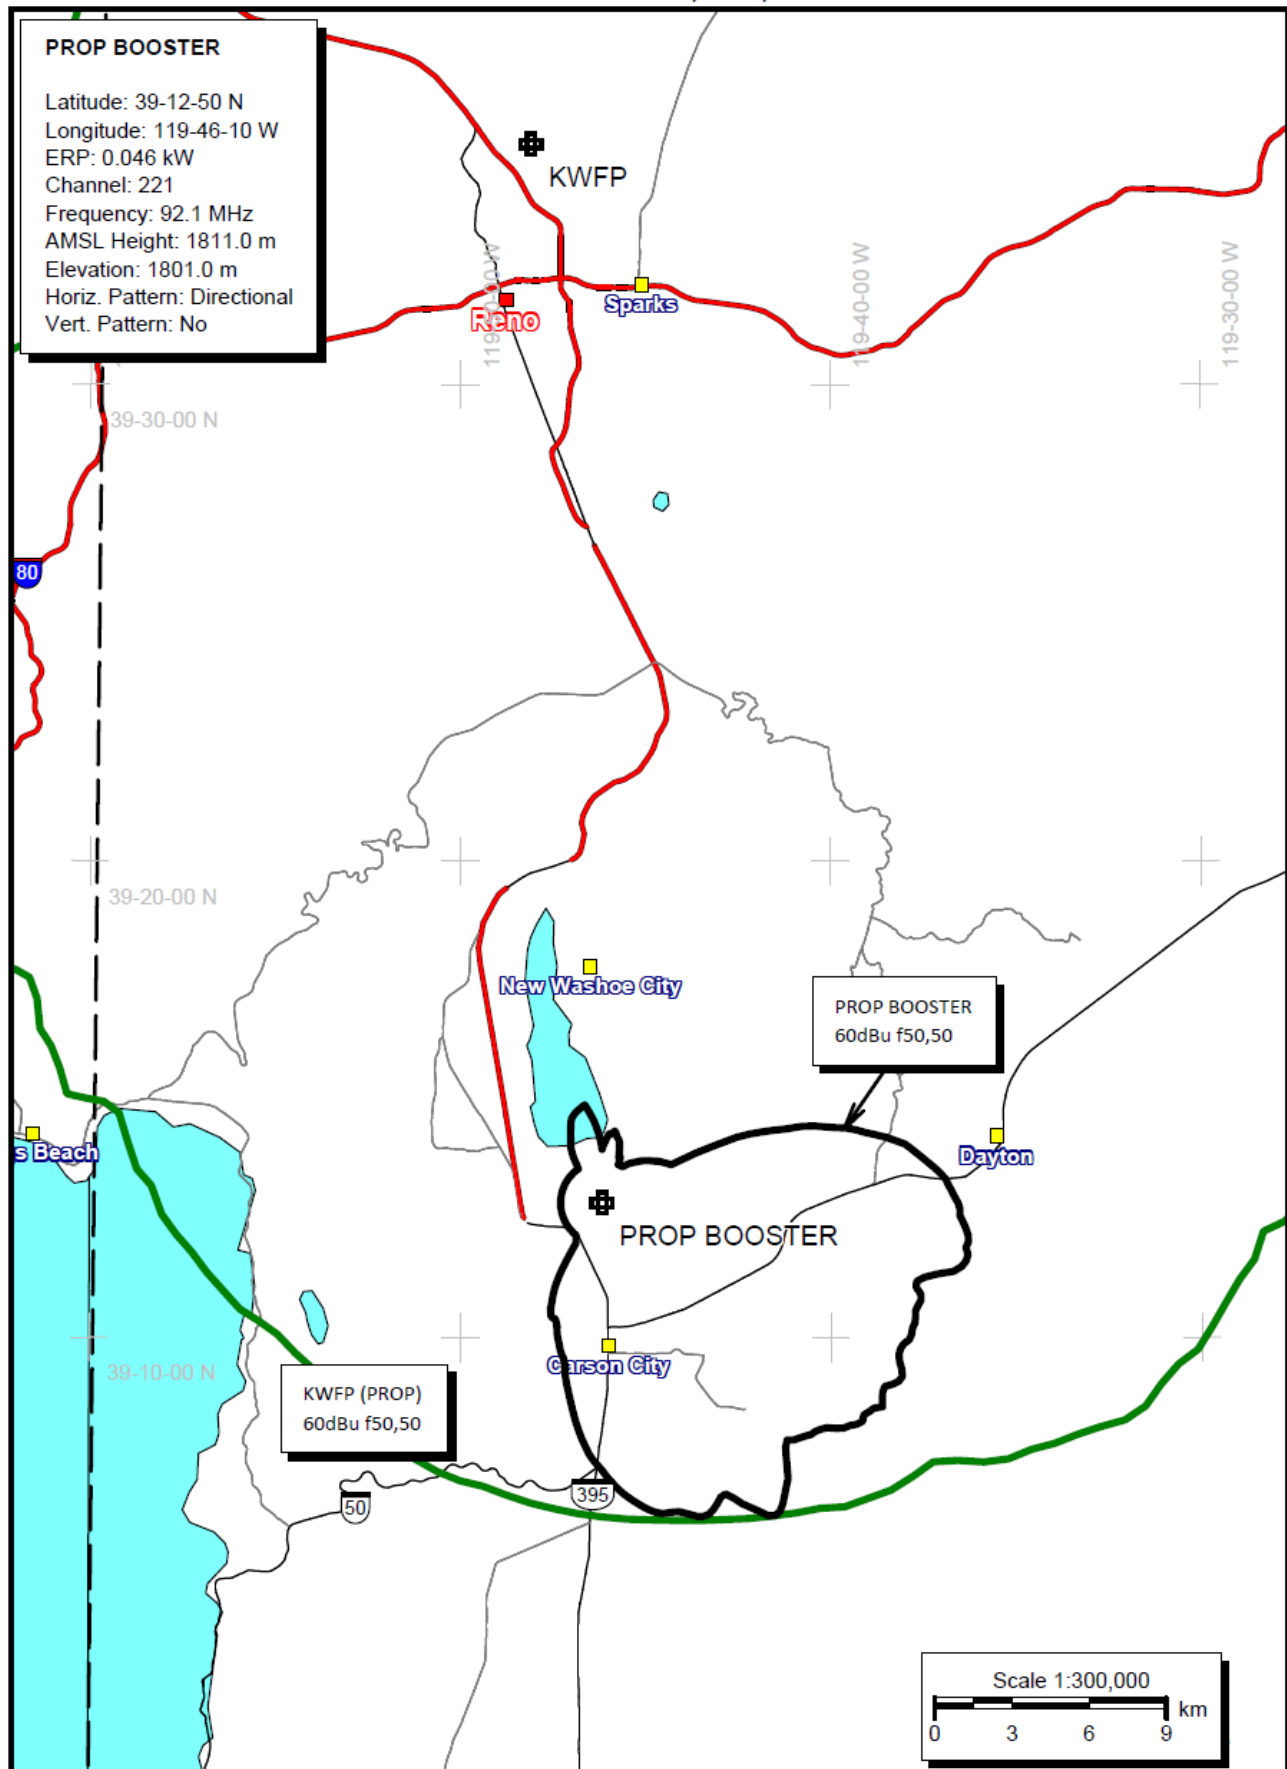 PROP BOOSTER
Latitude: 39-12-50 N
Longitude: 119-46-10 W
ERP: 0.046 kW
Channel: 221
Frequency: 92.1 MHz
AMSL Height: 1811.0 m
Elevation: 1801.0 m
Horiz. Pattern: Directional
Vert. Pattern: No
KWFP
119-40-00 W
119-30-00 W
Sparks
Reno
39-30-00 N
80
39-20-00 N
New Washoe City
PROP BOOSTER
60dBu f50,50
s Beach
Dayton
PROP BOOSTER
Carson City
39-10-00 N
KWFP (PROP)
60dBu f50,50
395
50
Scale 1:300,000
km
0 3 6 9